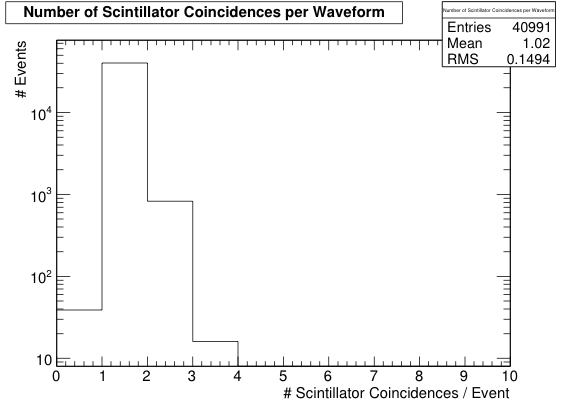 Number of Scintillator Coincidences per Waveform
Number of Scintillator Coincidences per Waveform
Entries 40991
Mean 1.02
RMS 0.1494
# Events
10^4
10^3
10^2
10
0 1 2 3 4 5 6 7 8 9 10
# Scintillator Coincidences / Event